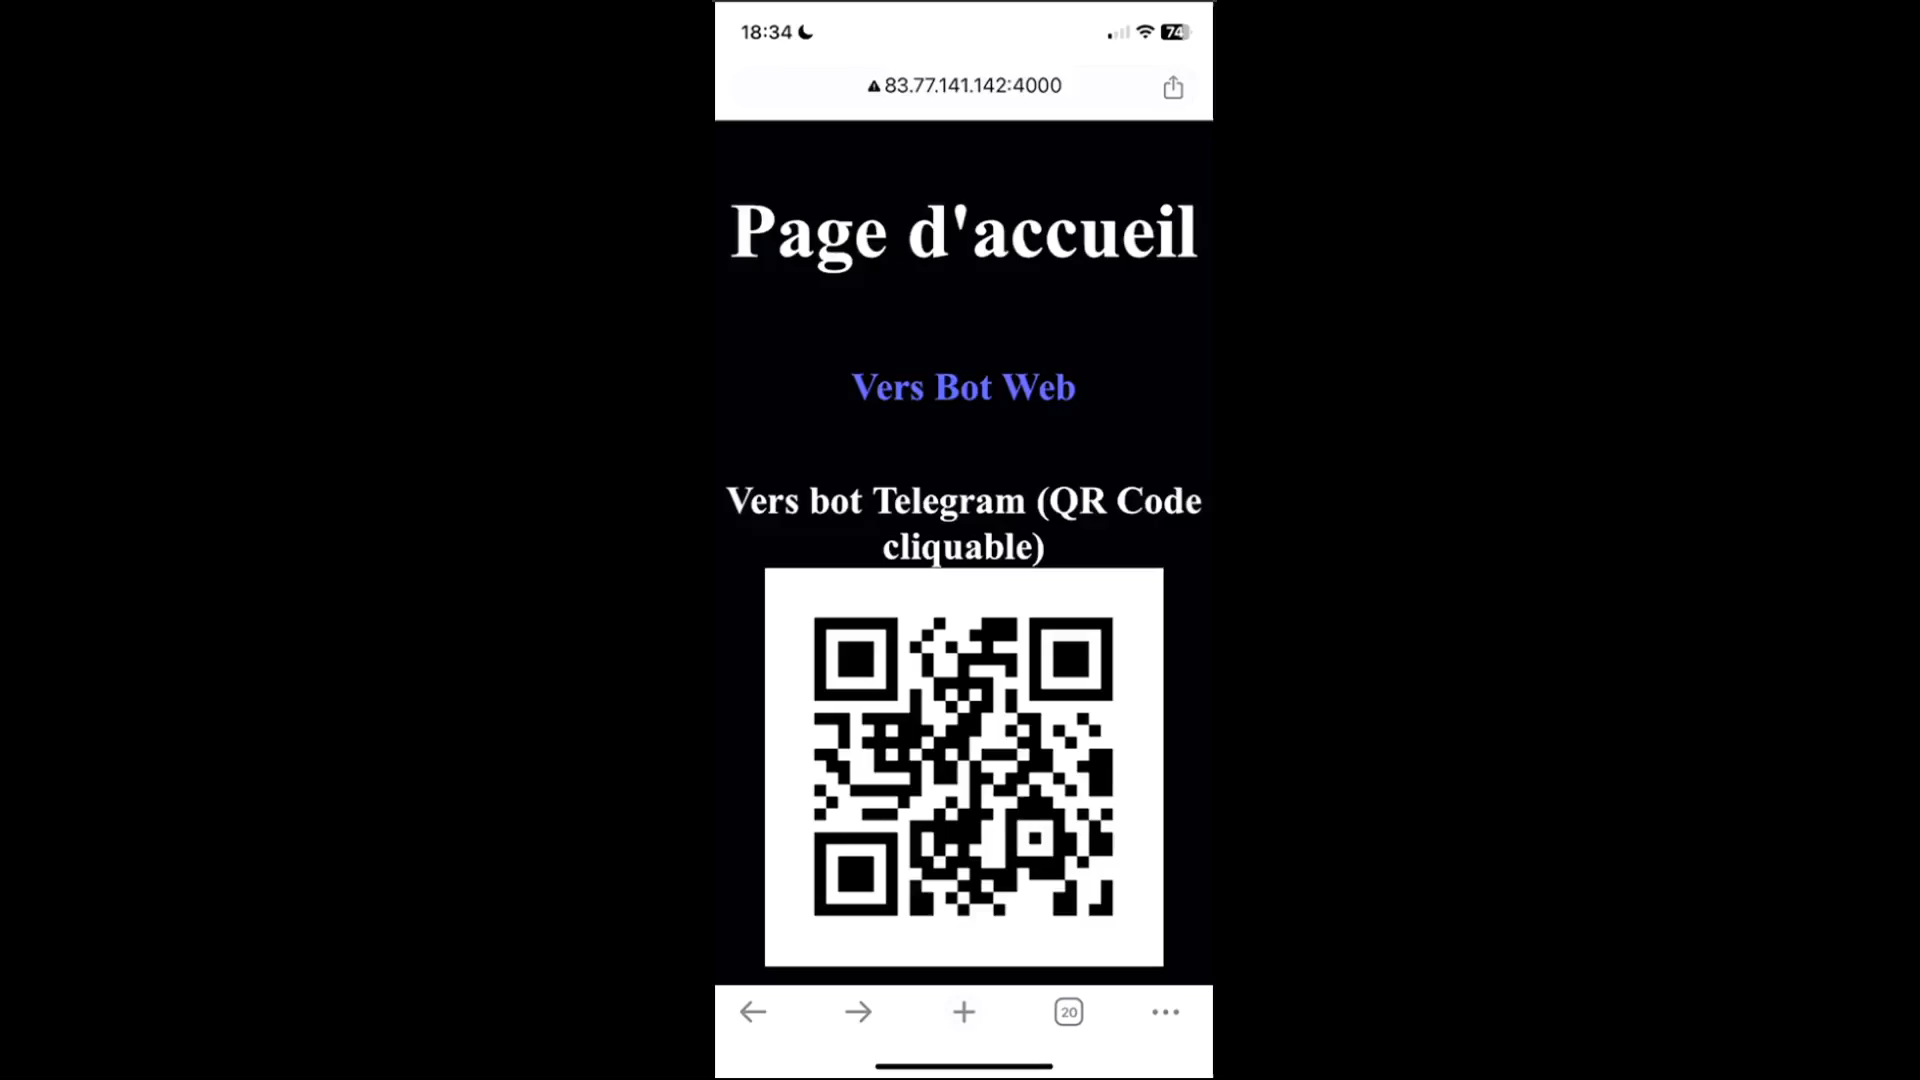 18:34
74
83.77.141.142:4000
Page d'accueil
Vers Bot Web
Vers bot Telegram (QR Code
cliquable)
20